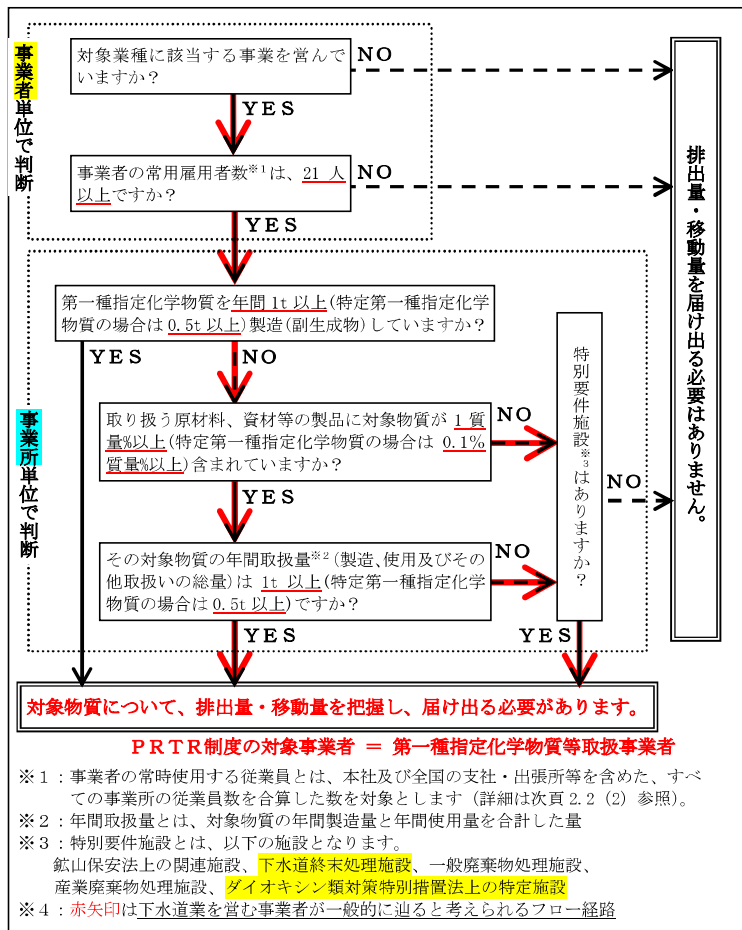 事業者単位で判断
対象業種に該当する事業を営んで
いますか？
NO
YES
事業者の常用雇用者数※1は、21 人
以上ですか？
NO
YES
排出量・移動量を届け出る必要はありません。
事業所単位で判断
第一種指定化学物質を年間 1t 以上(特定第一種指定化学
物質の場合は 0.5t 以上)製造(副生成物)していますか？
YES
NO
取り扱う原材料、資材等の製品に対象物質が 1 質
量%以上(特定第一種指定化学物質の場合は 0.1%
質量%以上)含まれていますか？
NO
YES
特別要件施設※3はありますか？
NO
その対象物質の年間取扱量※2(製造、使用及びその
他取扱いの総量)は 1t 以上(特定第一種指定化学
物質の場合は0.5t 以上)ですか？
NO
YES
YES
対象物質について、排出量・移動量を把握し、届け出る必要があります。
ＰＲＴＲ制度の対象事業者 ＝ 第一種指定化学物質等取扱事業者
※１：事業者の常時使用する従業員とは、本社及び全国の支社・出張所等を含めた、すべ
ての事業所の従業員数を合算した数を対象とします（詳細は次頁 2.2（2）参照）。
※２：年間取扱量とは、対象物質の年間製造量と年間使用量を合計した量
※３：特別要件施設とは、以下の施設となります。
鉱山保安法上の関連施設、下水道終末処理施設、一般廃棄物処理施設、
産業廃棄物処理施設、ダイオキシン類対策特別措置法上の特定施設
※４：赤矢印は下水道業を営む事業者が一般的に辿ると考えられるフロー経路